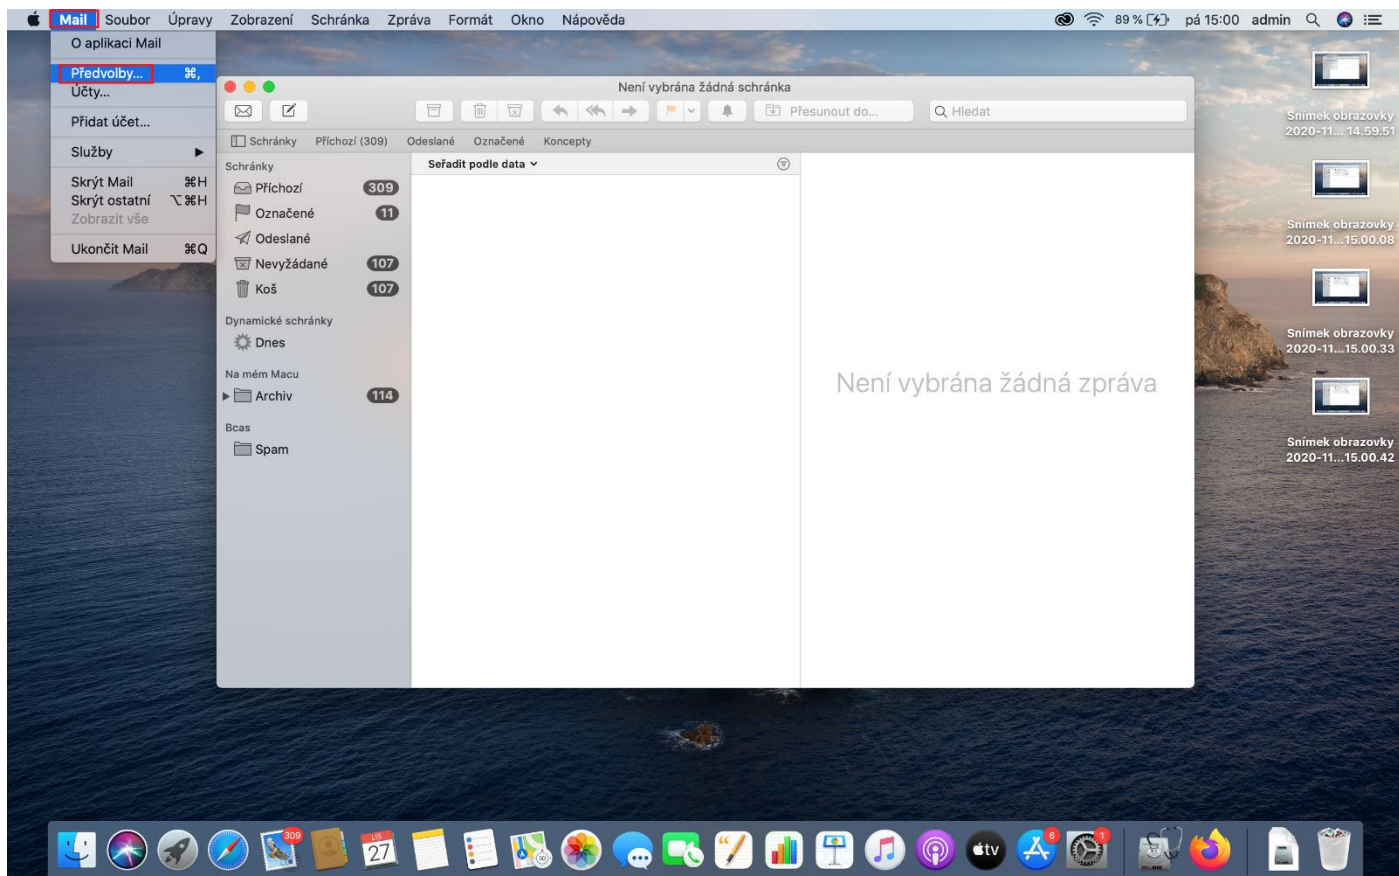 Mail Soubor Úpravy Zobrazení Schránka Zpráva Formát Okno Nápověda 89 % pá 15:00 admin
O aplikaci Mail
Předvolby... ⌘,
Účty...
Přidat účet...
Služby
Skrýt Mail ⌘H
Skrýt ostatní ⌥⌘H
Zobrazit vše
Ukončit Mail ⌘Q
Není vybrána žádná schránka
Přesunout do...
Hledat
Schránky Příchozí (309) Odeslané Označené Koncepty
Schránky
Příchozí 309
Označené 11
Odeslané
Nevyžádané 107
Koš 107
Dynamické schránky
Dnes
Na mém Macu
Archiv 114
Bcas
Spam
Seřadit podle data
Není vybrána žádná zpráva
Snímek obrazovky
2020-11... 14.59.51
Snímek obrazovky
2020-11...15.00.08
Snímek obrazovky
2020-11...15.00.33
Snímek obrazovky
2020-11...15.00.42
309
LIS
27
3D
tv
6
1